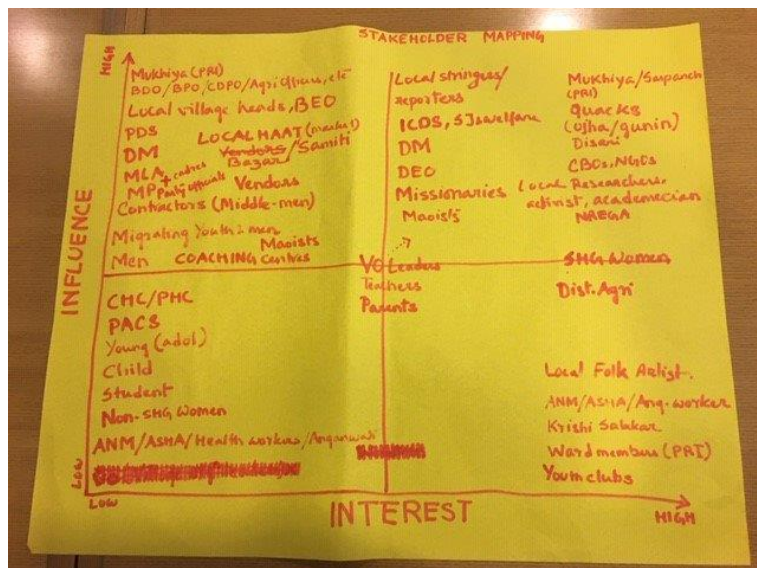 STAKEHOLDER MAPPING
HIGH
Mukhiya (PRI)
BDO/BPO/CDPO/Agri Officers, etc
Local village heads, BEO
PDS LOCAL HAAT (market)
DM Vendors/Samiti
Bazar
MLA + cadres
MP Party officials Vendors
Contractors (Middle-men)
Migrating Youth & men
Maoists
Men COACHING Centres
Local stringers/
reporters
ICDS, SJ & welfare
DM
DEO
Missionaries
Maoists
Mukhiya/Sarpanch
(PRI)
Quacks
(Ojha/gunin)
Disari
CBOs, NGOs
Local Researchers,
activist, academecian
NREGA
INFLUENCE
VO Leaders
Teachers
Parents
SHG Women
Dist. Agri
CHC/PHC
PACS
Young (adol)
Child
Student
Non-SHG Women
ANM/ASHA/Health workers/Anganwadi
Local Folk Artist.
ANM/ASHA/Ang. worker
Krishi Salakar
Ward members (PRI)
Youth clubs
LOW
LOW
INTEREST
HIGH